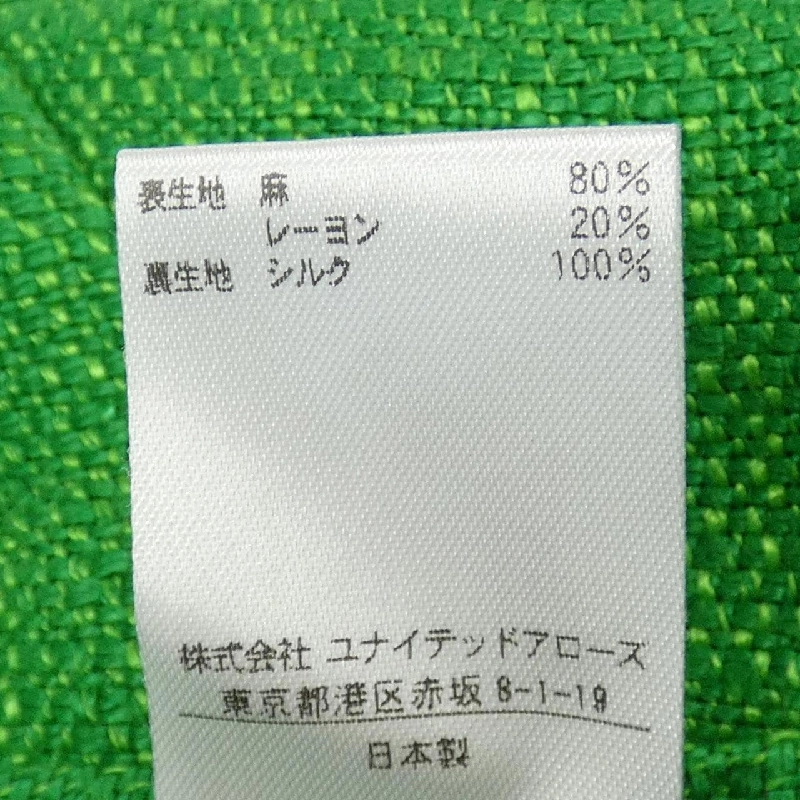 表生地 麻 80%
レーヨン 20%
裏生地 シルク 100%
株式会社 ユナイテッドアローズ
東京都港区赤坂 8-1-19
日本製